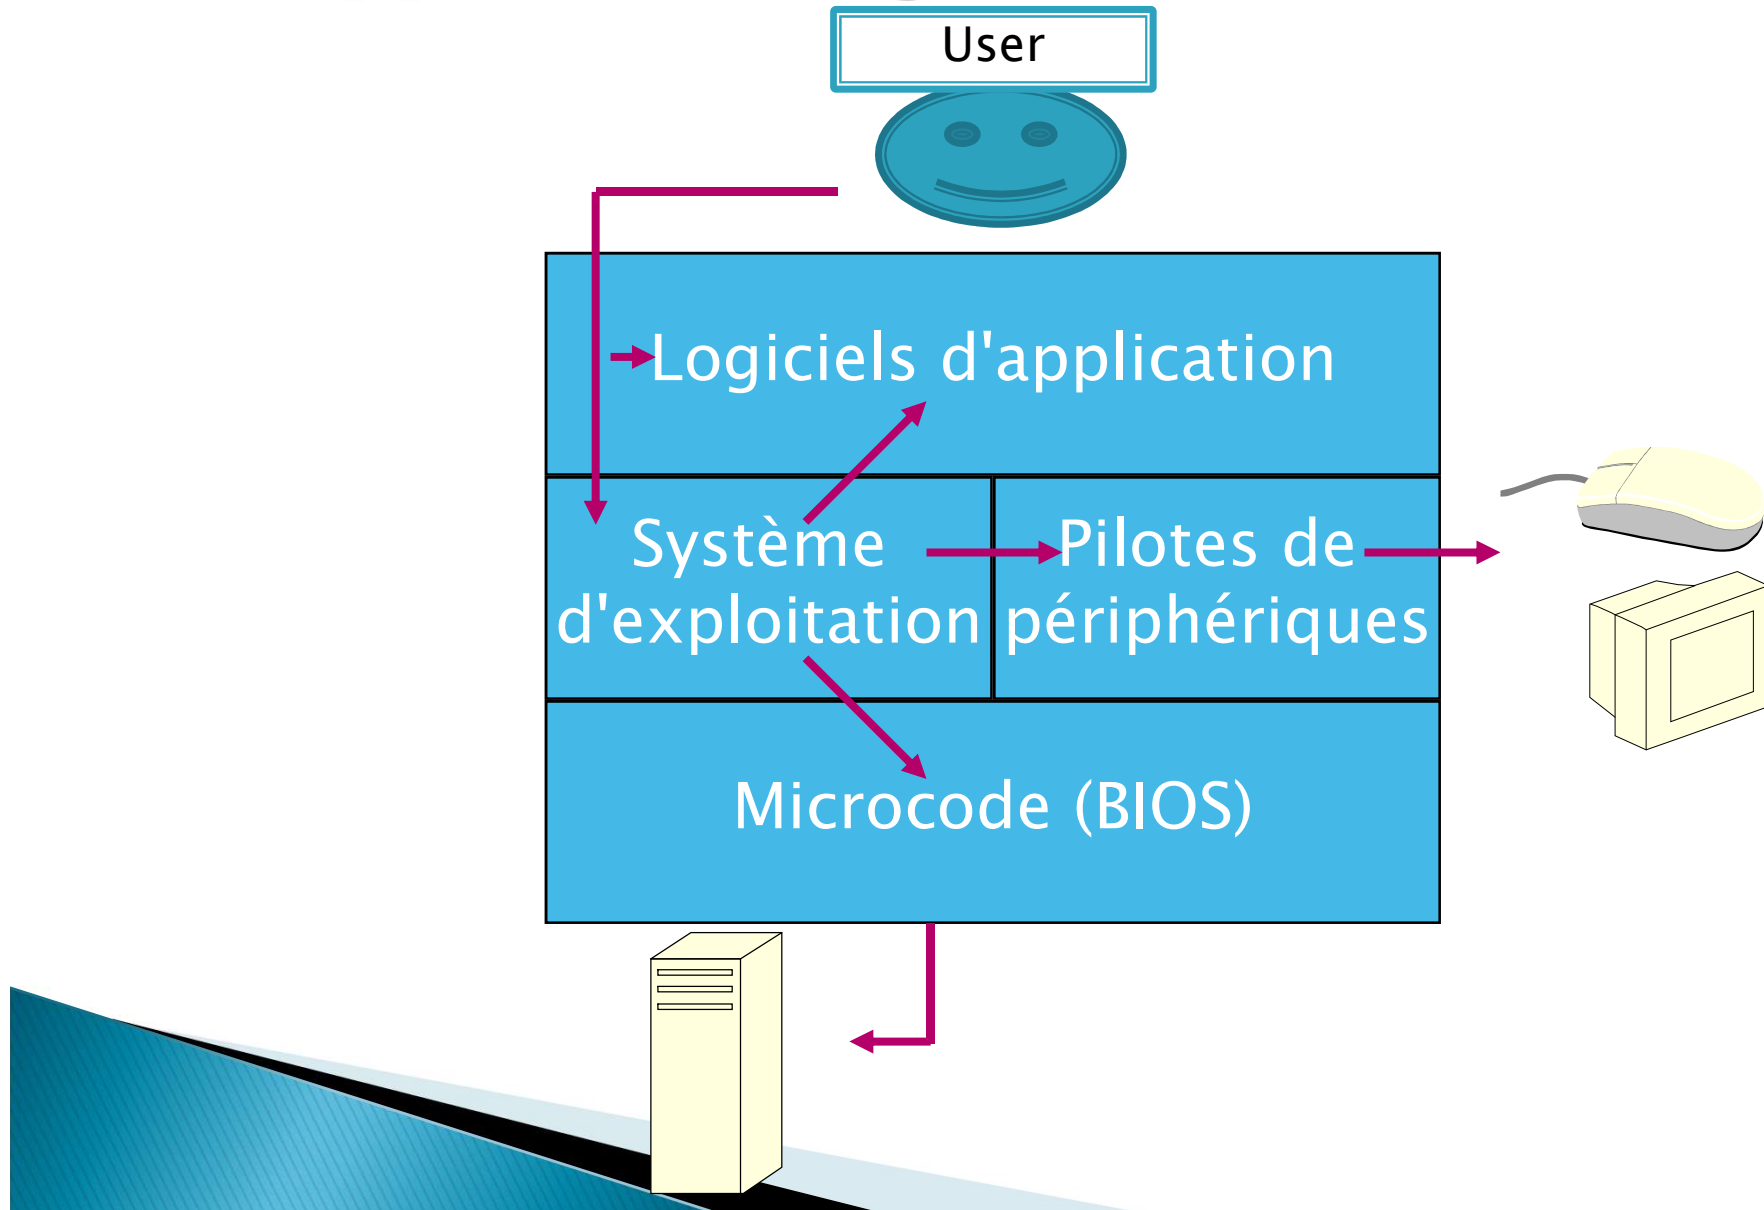 User
Logiciels d'application
Système
d'exploitation
Pilotes de
périphériques
Microcode (BIOS)